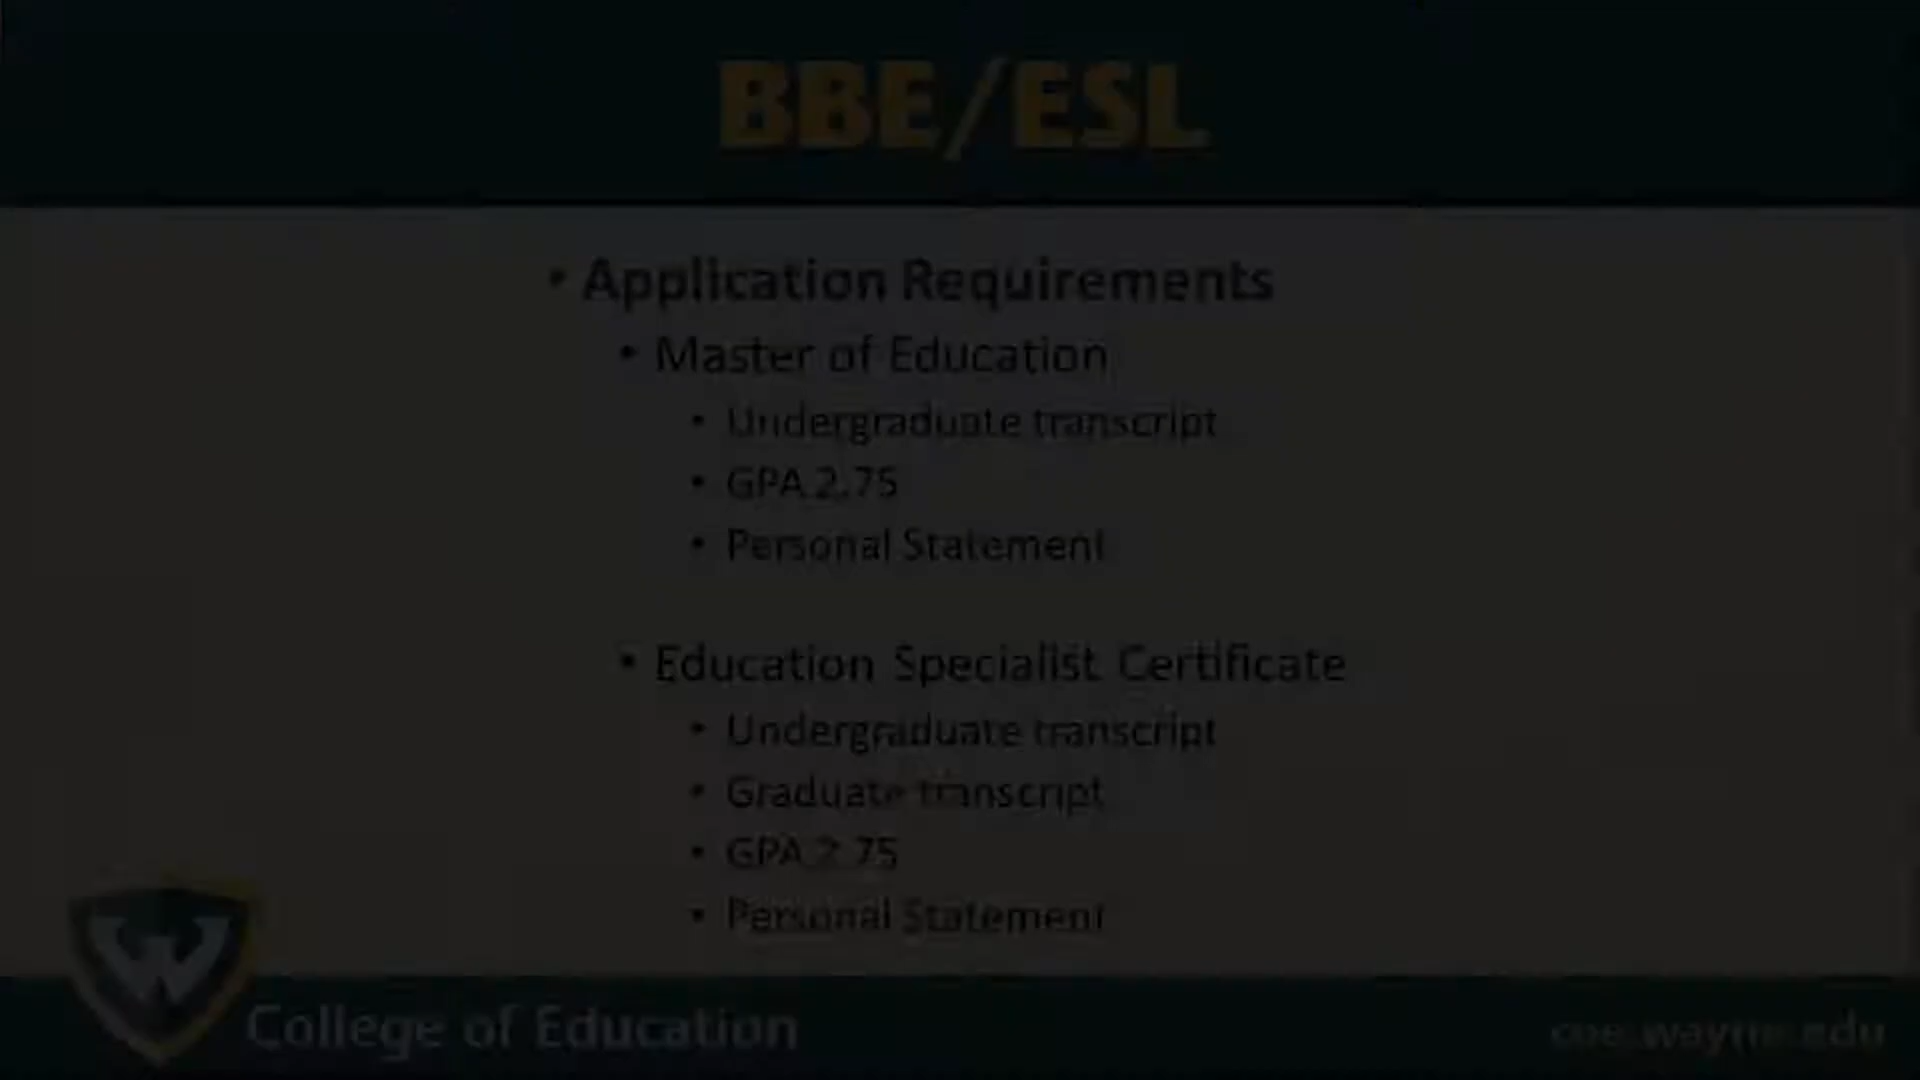 BBE/ESL
• Application Requirements
• Master of Education
• Undergraduate transcript
• GPA 2.75
• Personal Statement
• Education Specialist Certificate
• Undergraduate transcript
• Graduate transcript
• GPA 2.75
• Personal Statement
W
College of Education
coe.wayne.edu